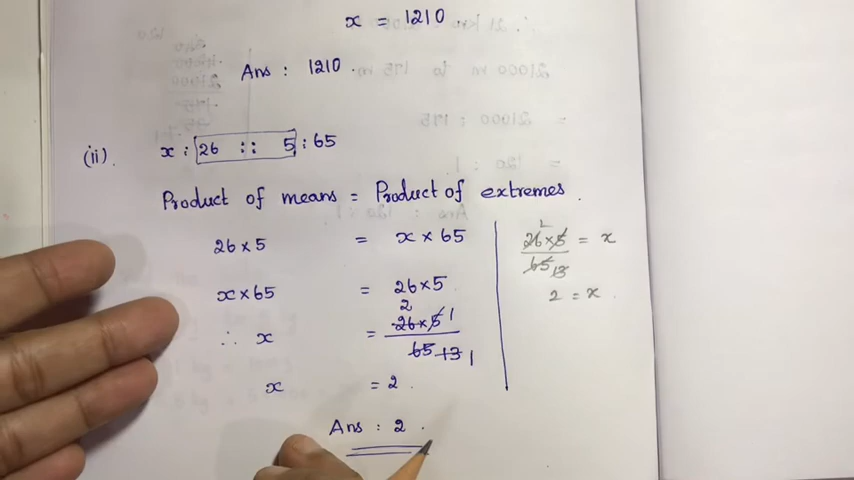 x = 1210.
Ans : 1210.
(ii). x : 26 :: 5 : 65
Product of means = Product of extremes.
26 × 5 = x × 65
x × 65 = 26 × 5
2
∴ x = 26 × 5 1 / 65 13 1
x = 2.
Ans : 2.
2
26 × 5 / 65 13 = x
2 = x